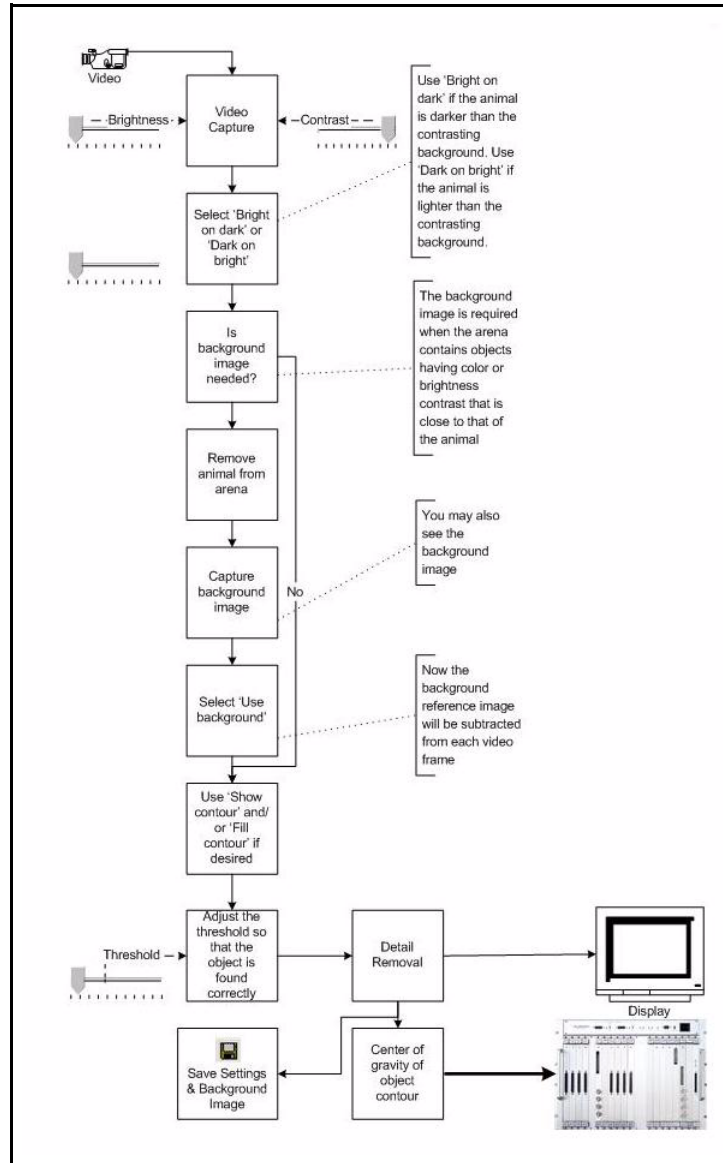 Video
Brightness
Video
Capture
Contrast
Use 'Bright on
dark' if the animal
is darker than the
contrasting
background. Use
'Dark on bright' if
the animal is
lighter than the
contrasting
background.
Select 'Bright
on dark' or
'Dark on
bright'
Is
background
image
needed?
The background
image is required
when the arena
contains objects
having color or
brightness
contrast that is
close to that of
the animal
Remove
animal from
arena
You may also
see the
background
image
Capture
background
image
No
Select 'Use
background'
Now the
background
reference image
will be subtracted
from each video
frame
Use 'Show
contour' and/
or 'Fill
contour' if
desired
Threshold
Adjust the
threshold so
that the
object is
found
correctly
Detail
Removal
Display
Save Settings
& Background
Image
Center of
gravity of
object
contour